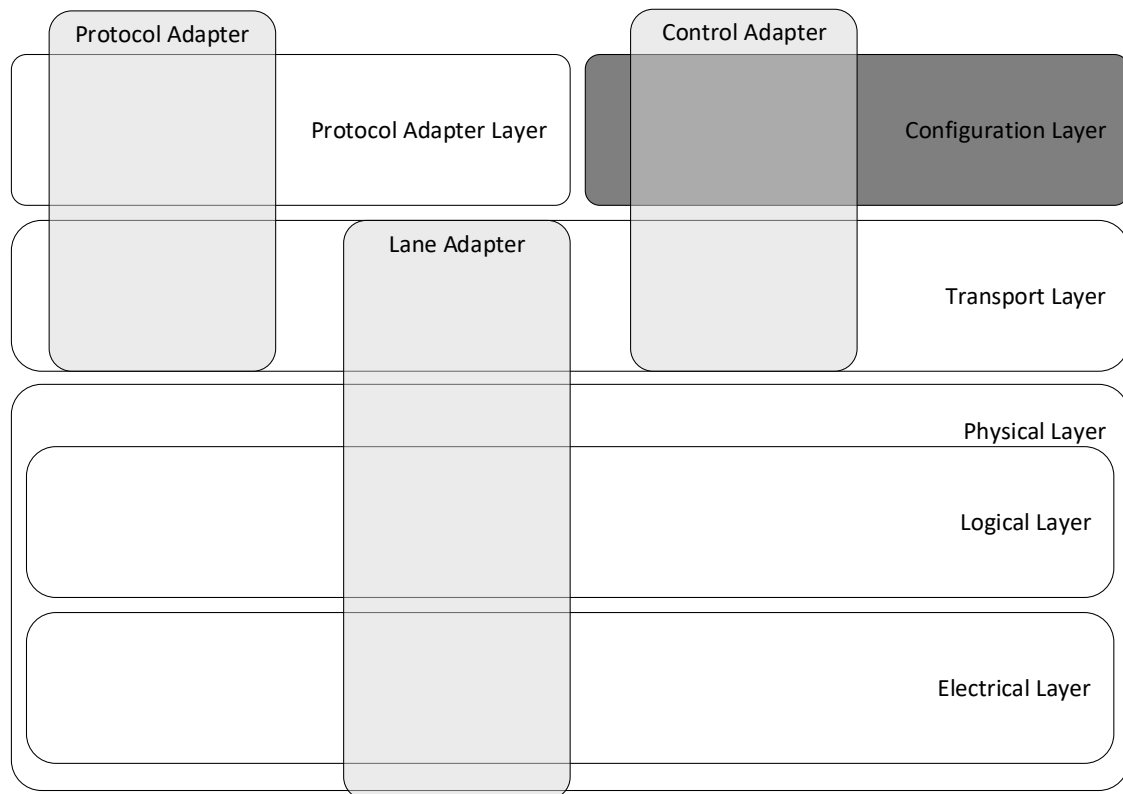 Protocol Adapter
Control Adapter
Protocol Adapter Layer
Configuration Layer
Lane Adapter
Transport Layer
Physical Layer
Logical Layer
Electrical Layer